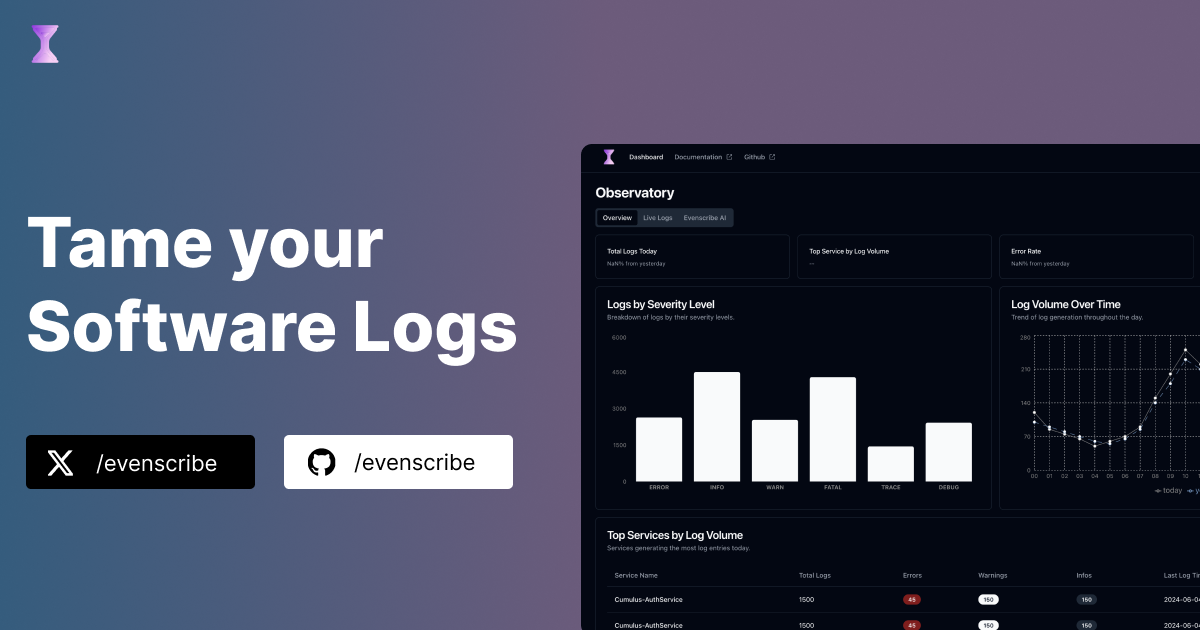 Tame your
Software Logs
/evenscribe
/evenscribe
Dashboard Documentation Github
Observatory
Overview Live Logs Evenscribe AI
Total Logs Today
NaN% from yesterday
Top Service by Log Volume
—
Error Rate
NaN% from yesterday
Logs by Severity Level
Breakdown of logs by their severity levels.
6000
4500
3000
1500
0
ERROR INFO WARN FATAL TRACE DEBUG
Log Volume Over Time
Trend of log generation throughout the day.
280
210
140
70
0
00 01 02 03 04 05 06 07 08 09 10
today
Top Services by Log Volume
Services generating the most log entries today.
Service Name Total Logs Errors Warnings Infos Last Log
Cumulus-AuthService 1500 45 150 150 2024-06-0
Cumulus-AuthService 1500 45 150 150 2024-06-0